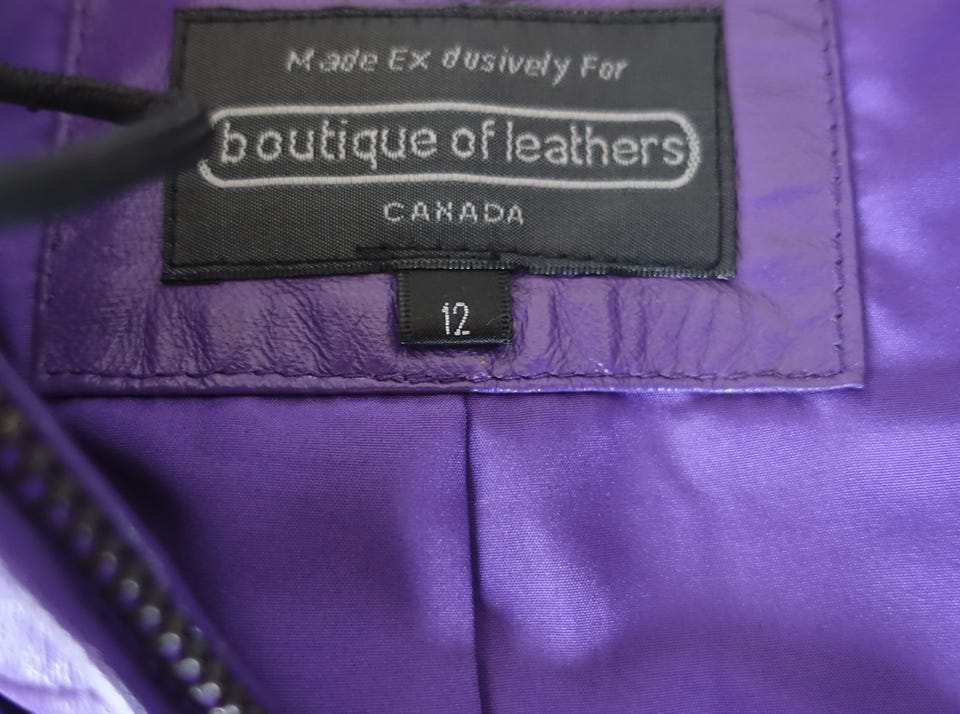 Made Exclusively For
boutique of leathers
CANADA
12